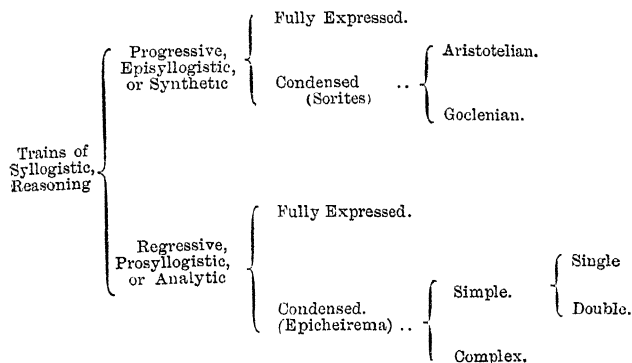 Fully Expressed.
Progressive,
Episyllogistic,
or Synthetic
Condensed ..
(Sorites)
Aristotelian.
Goclenian.
Trains of
Syllogistic,
Reasoning
Fully Expressed.
Regressive,
Prosyllogistic,
or Analytic
Condensed.
(Epicheirema) ..
Simple.
Single
Double.
Complex.